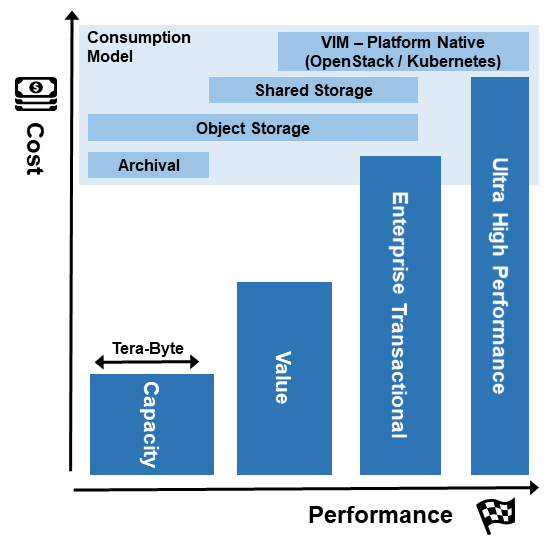 Consumption
Model
VIM – Platform Native
(OpenStack / Kubernetes)
Shared Storage
Object Storage
Archival
$
Cost
Tera-Byte
Capacity
Value
Enterprise Transactional
Ultra High Performance
Performance